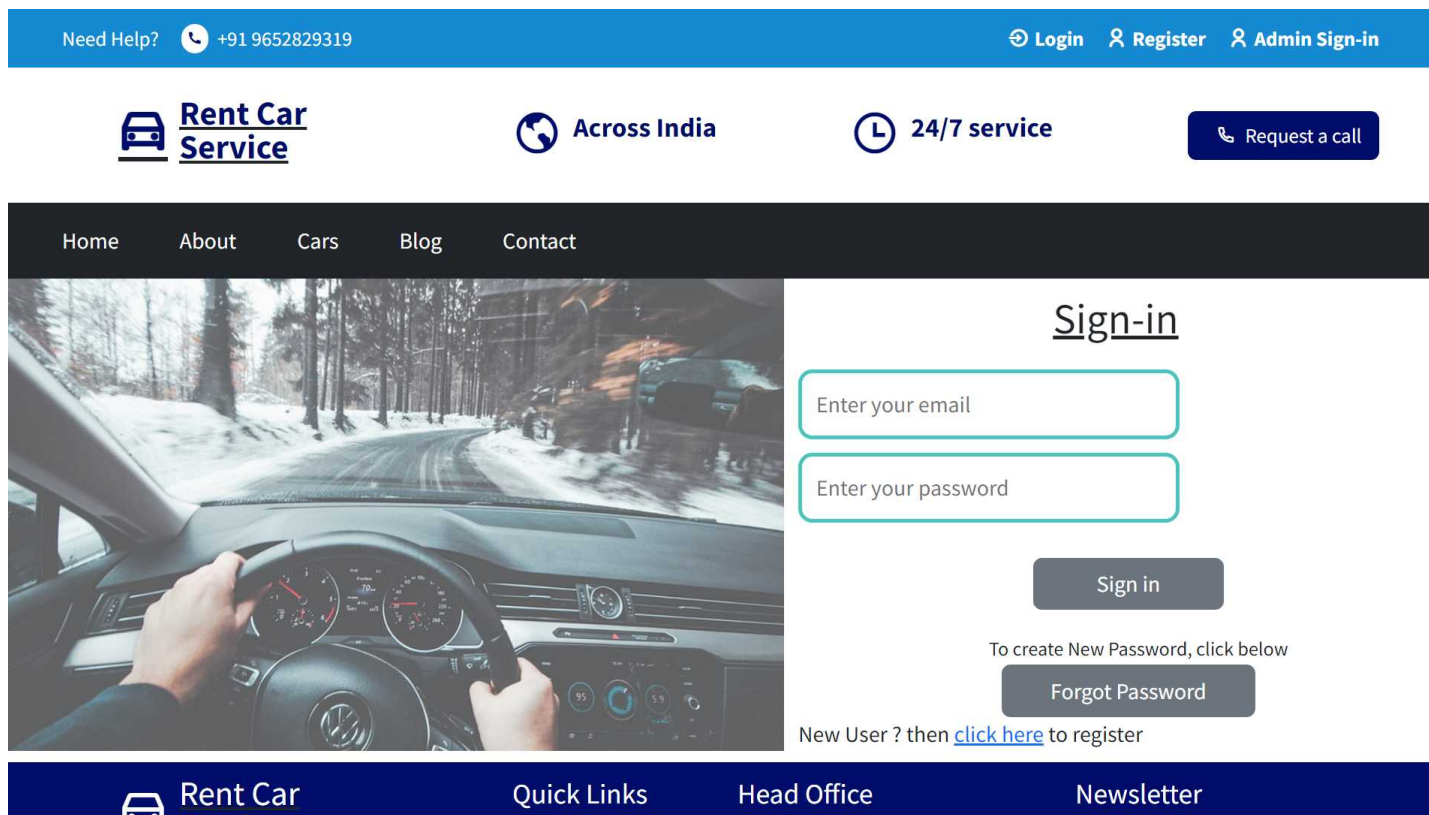 Need Help? +91 9652829319 Login Register Admin Sign-in
Rent Car
Service
Across India
24/7 service
Request a call
Home About Cars Blog Contact
Sign-in
Enter your email
Enter your password
Sign in
To create New Password, click below
Forgot Password
New User ? then click here to register
Rent Car Quick Links Head Office Newsletter